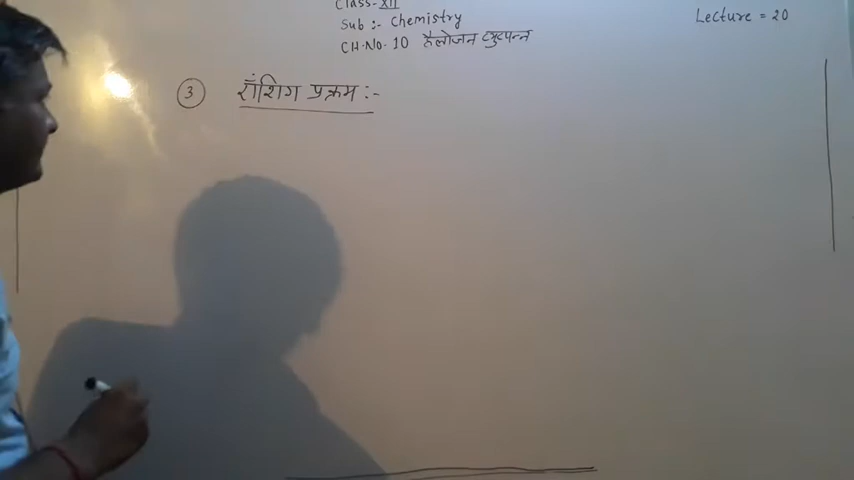 Class-XII
Sub :- Chemistry
Lecture = 20
CH.No. 10 हैलोजन व्युत्पन्न
3 राँशिग प्रक्रम :-